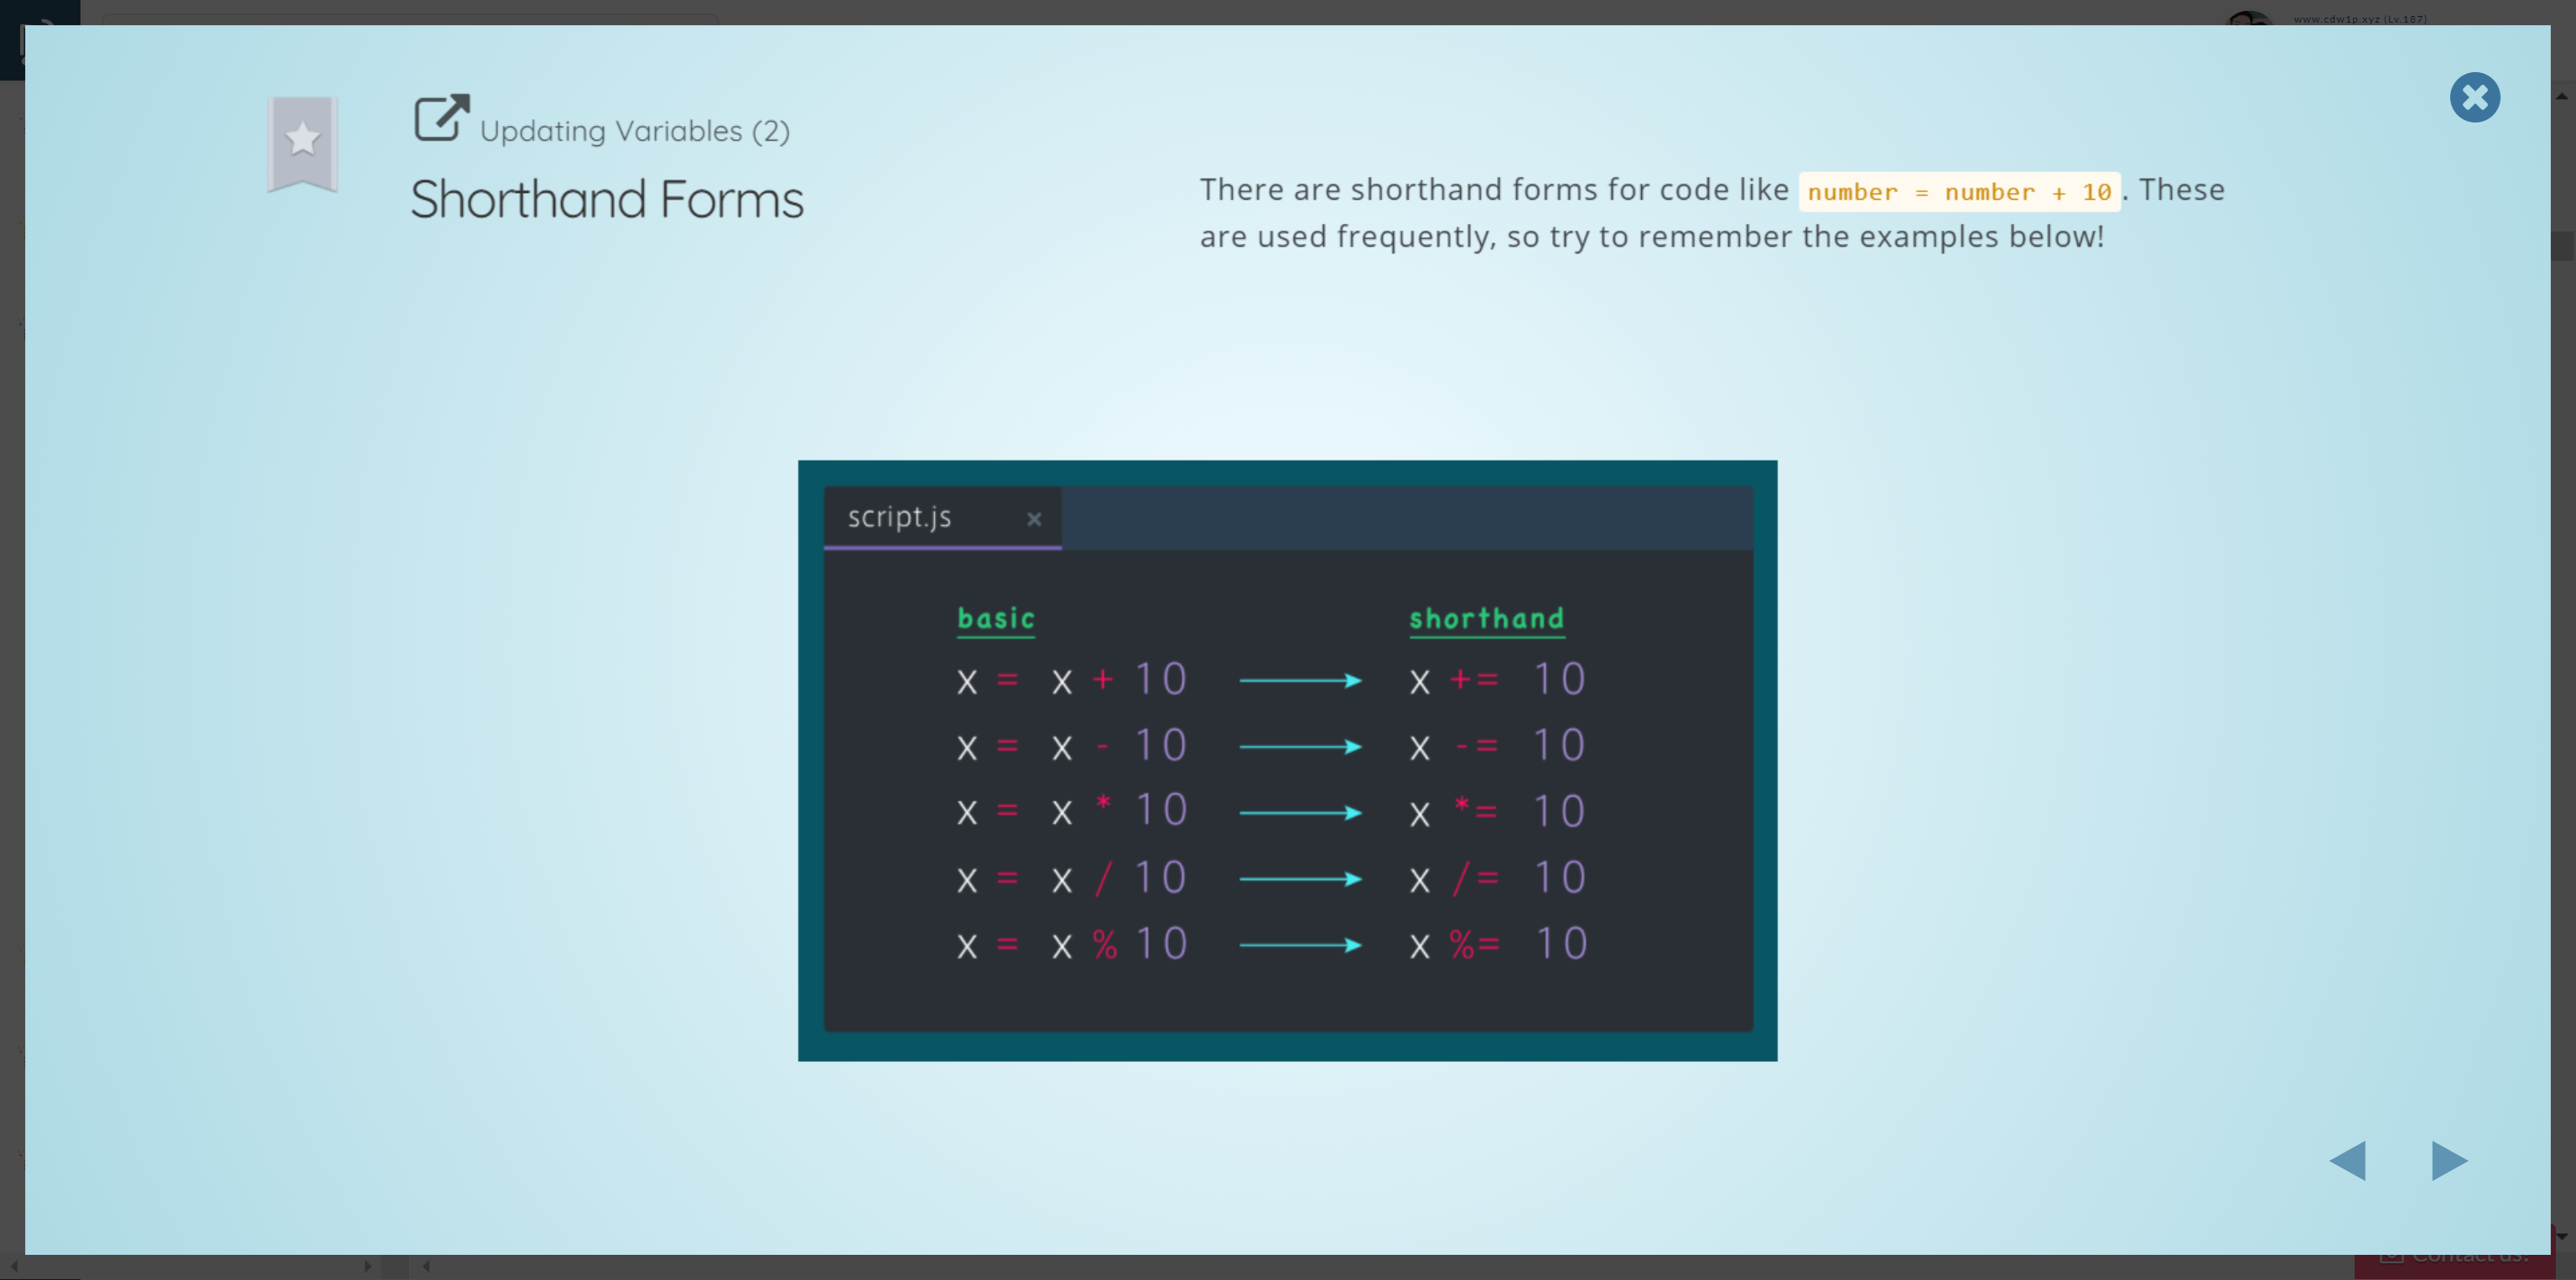 www.cdw1p.xyz (Lv.187)
Updating Variables (2)
Shorthand Forms
There are shorthand forms for code like number = number + 10. These
are used frequently, so try to remember the examples below!
script.js
basic shorthand
x = x + 10 x += 10
x = x - 10 x -= 10
x = x * 10 x *= 10
x = x / 10 x /= 10
x = x % 10 x %= 10
Contact us!